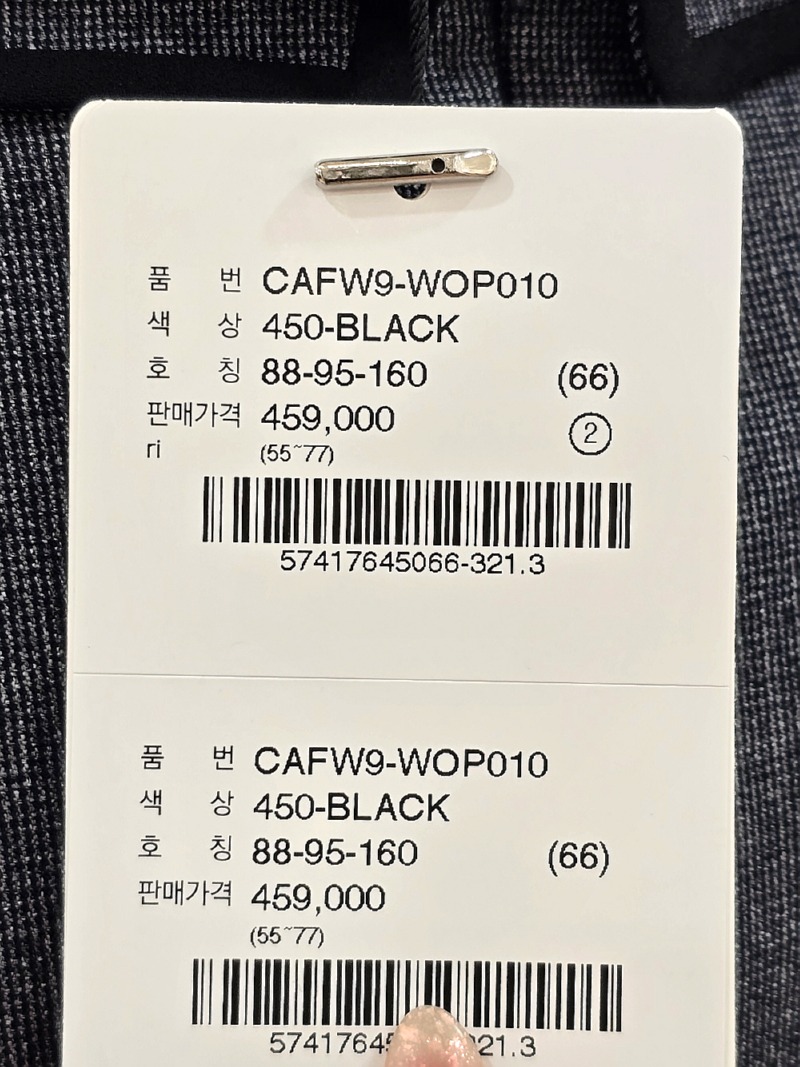 품 번 CAFW9-WOP010
색 상 450-BLACK
호 칭 88-95-160 (66)
판매가격 459,000 ②
ri (55~77)
57417645066-321.3
품 번 CAFW9-WOP010
색 상 450-BLACK
호 칭 88-95-160 (66)
판매가격 459,000
(55~77)